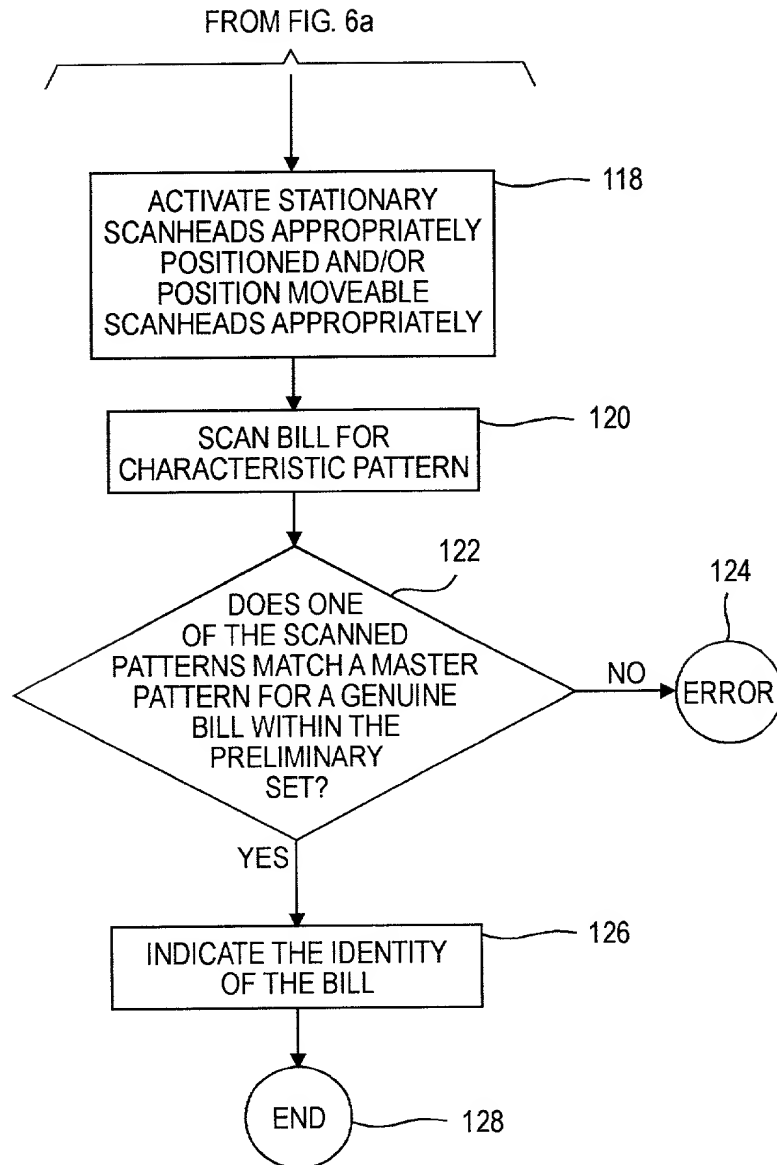 FROM FIG. 6a
118
ACTIVATE STATIONARY
SCANHEADS APPROPRIATELY
POSITIONED AND/OR
POSITION MOVEABLE
SCANHEADS APPROPRIATELY
120
SCAN BILL FOR
CHARACTERISTIC PATTERN
122
DOES ONE
OF THE SCANNED
PATTERNS MATCH A MASTER
PATTERN FOR A GENUINE
BILL WITHIN THE
PRELIMINARY
SET?
NO
124
ERROR
YES
126
INDICATE THE IDENTITY
OF THE BILL
END
128